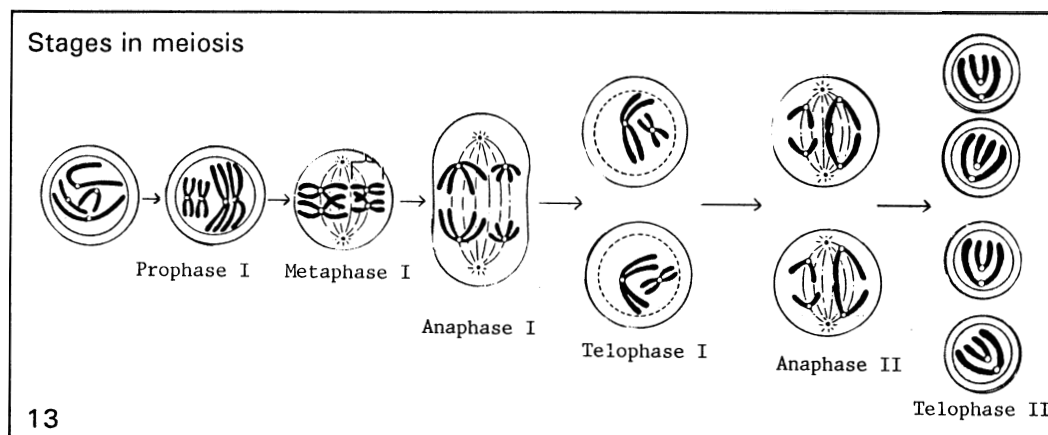 Stages in meiosis
Prophase I
Metaphase I
Anaphase I
Telophase I
Anaphase II
Telophase II
13